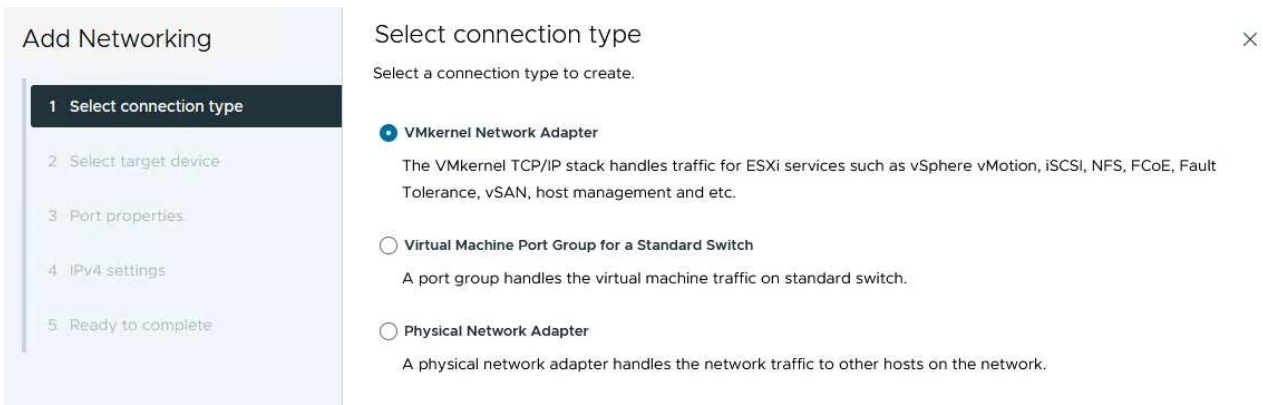 Add Networking
1 Select connection type
2 Select target device
3 Port properties
4 IPv4 settings
5 Ready to complete
Select connection type
Select a connection type to create.
VMkernel Network Adapter
The VMkernel TCP/IP stack handles traffic for ESXi services such as vSphere vMotion, iSCSI, NFS, FCoE, Fault
Tolerance, vSAN, host management and etc.
Virtual Machine Port Group for a Standard Switch
A port group handles the virtual machine traffic on standard switch.
Physical Network Adapter
A physical network adapter handles the network traffic to other hosts on the network.